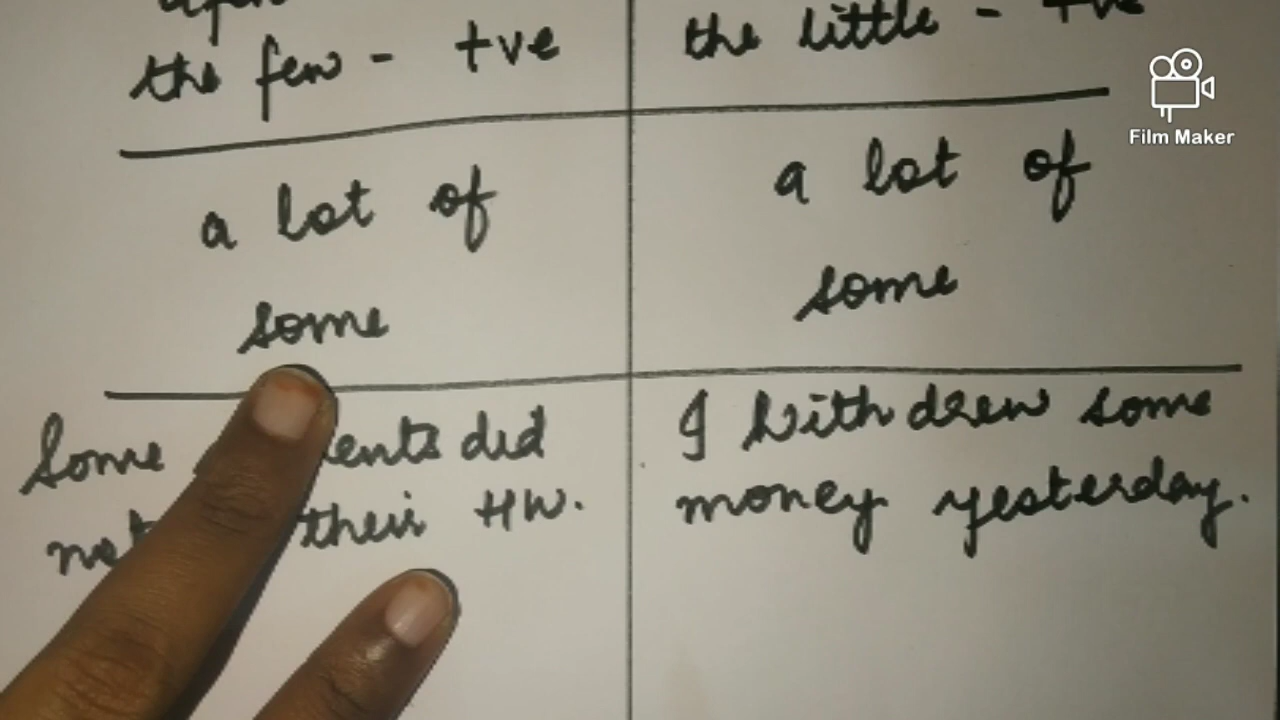 the few - +ve
a lot of
some
Some did
their HW.
the little - +ve
a lot of
some
I withdrew some
money yesterday.
Film Maker